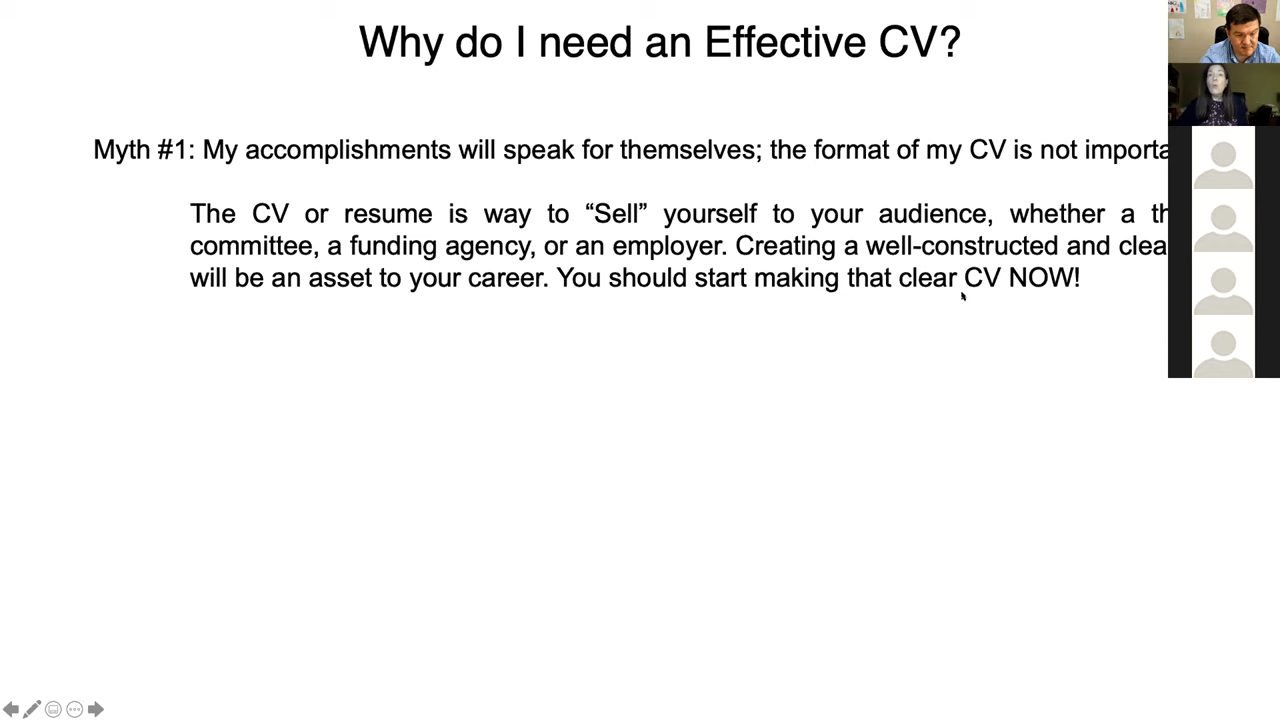 Why do I need an Effective CV?
Myth #1: My accomplishments will speak for themselves; the format of my CV is not
The CV or resume is way to “Sell” yourself to your audience, whether a
committee, a funding agency, or an employer. Creating a well-constructed and
will be an asset to your career. You should start making that clear CV NOW!